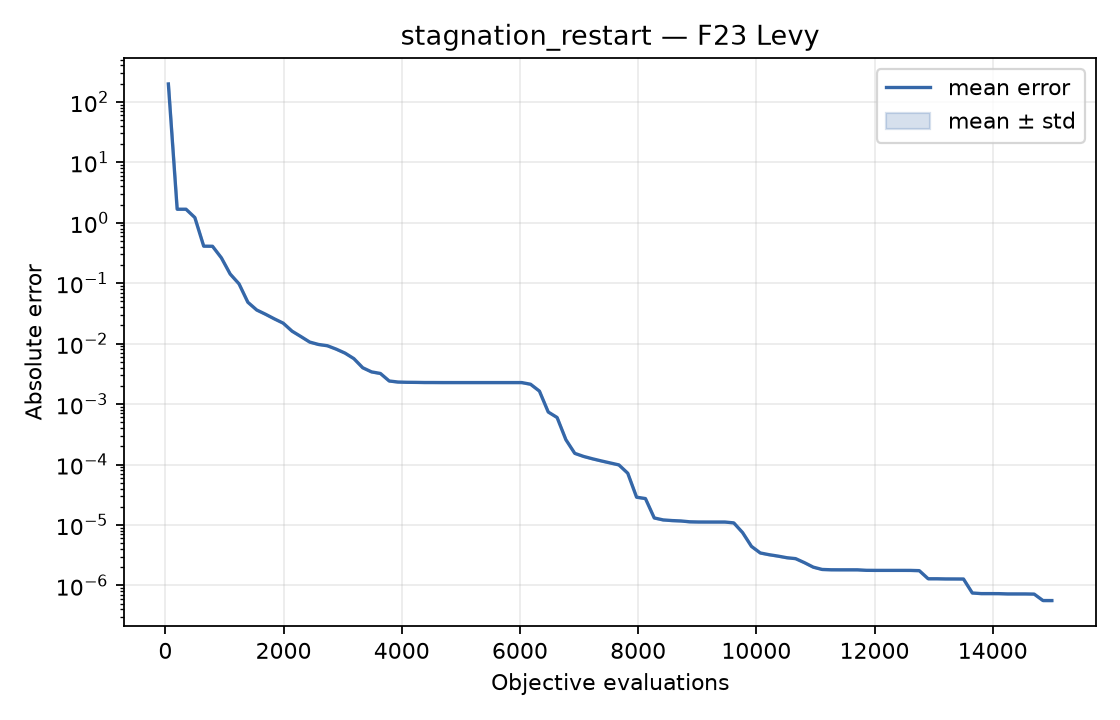 stagnation_restart — F23 Levy
mean error
mean ± std
Absolute error
10²
10¹
10⁰
10⁻¹
10⁻²
10⁻³
10⁻⁴
10⁻⁵
10⁻⁶
0 2000 4000 6000 8000 10000 12000 14000
Objective evaluations